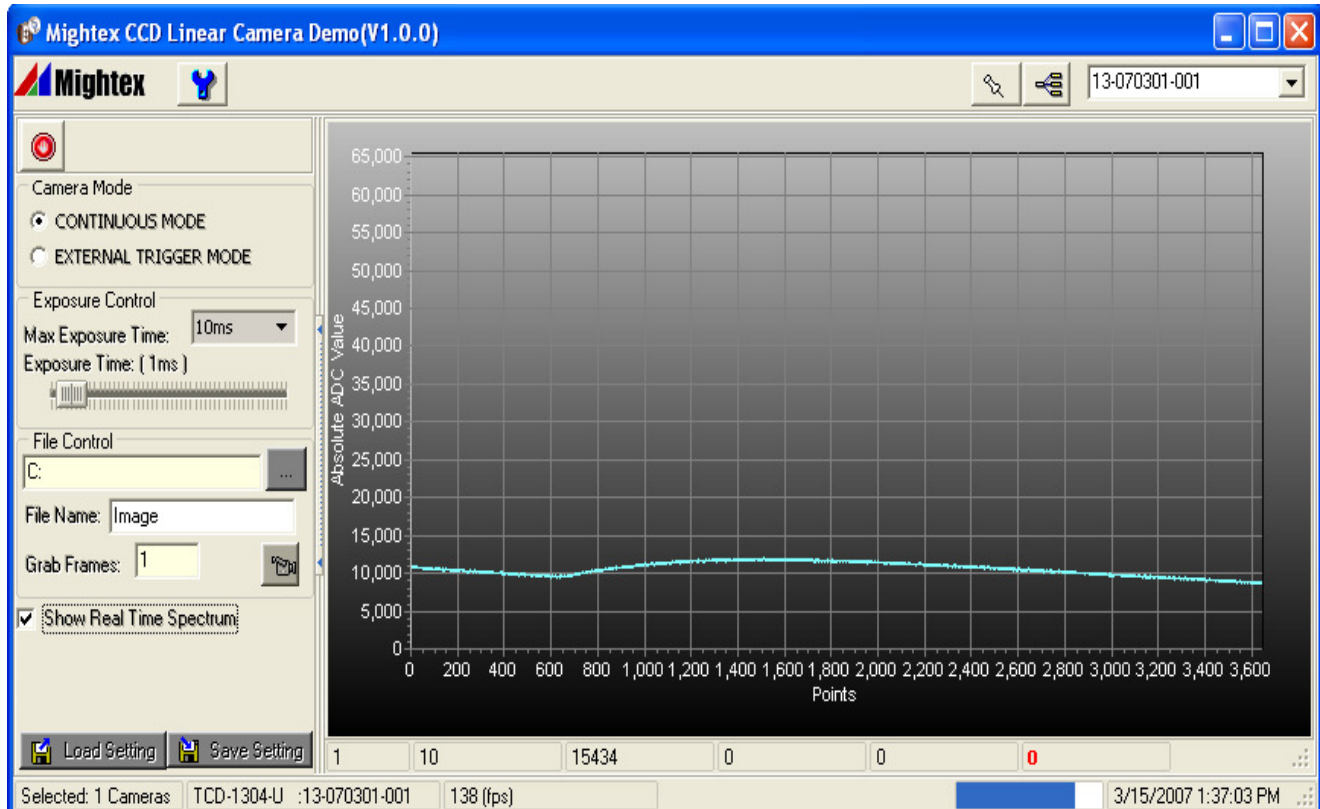 Mightex CCD Linear Camera Demo(V1.0.0)
Mightex
13-070301-001
Camera Mode
CONTINUOUS MODE
EXTERNAL TRIGGER MODE
Exposure Control
Max Exposure Time: 10ms
Exposure Time: ( 1ms )
File Control
C:
...
File Name: Image
Grab Frames: 1
Show Real Time Spectrum
Load Setting Save Setting
Absolute ADC Value
65,000
60,000
55,000
50,000
45,000
40,000
35,000
30,000
25,000
20,000
15,000
10,000
5,000
0
0 200 400 600 800 1,000 1,200 1,400 1,600 1,800 2,000 2,200 2,400 2,600 2,800 3,000 3,200 3,400 3,600
Points
1 10 15434 0 0 0
Selected: 1 Cameras TCD-1304-U :13-070301-001 138 (fps) 3/15/2007 1:37:03 PM